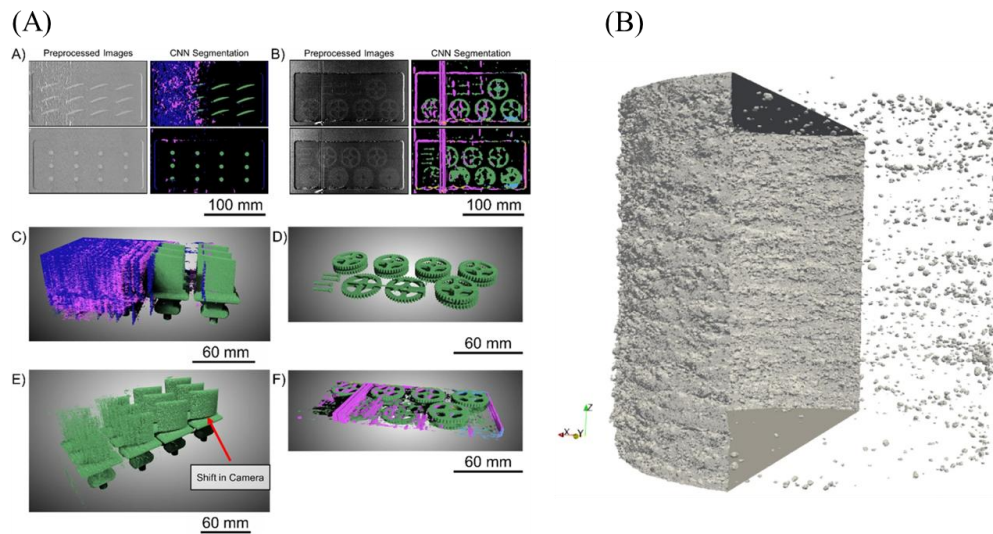 (A)
(B)
A) Preprocessed Images CNN Segmentation
B) Preprocessed Images CNN Segmentation
100 mm
100 mm
C)
D)
60 mm
60 mm
E)
F)
Shift in Camera
60 mm
60 mm
Z
X
Y